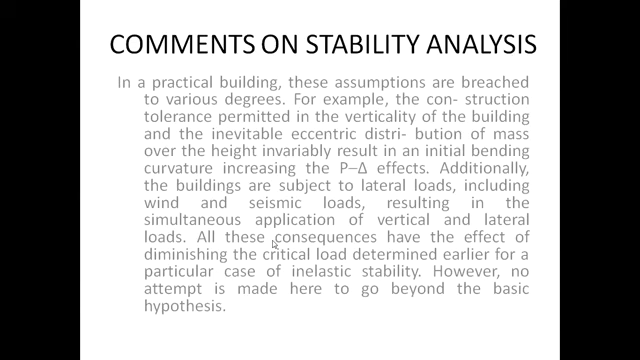 COMMENTS ON STABILITY ANALYSIS
In a practical building, these assumptions are breached
to various degrees. For example, the con- struction
tolerance permitted in the verticality of the building
and the inevitable eccentric distri- bution of mass
over the height invariably result in an initial bending
curvature increasing the P–Δ effects. Additionally,
the buildings are subject to lateral loads, including
wind and seismic loads, resulting in the
simultaneous application of vertical and lateral
loads. All these consequences have the effect of
diminishing the critical load determined earlier for a
particular case of inelastic stability. However, no
attempt is made here to go beyond the basic
hypothesis.